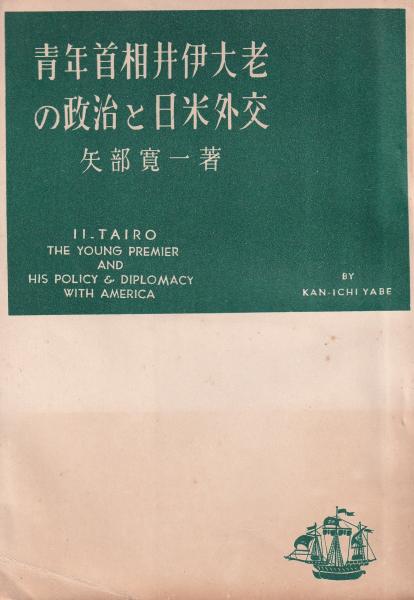 青年首相井伊大老
の政治と日米外交
矢部寛一著
II-TAIRO
THE YOUNG PREMIER
AND
HIS POLICY & DIPLOMACY
WITH AMERICA
BY
KAN-ICHI YABE